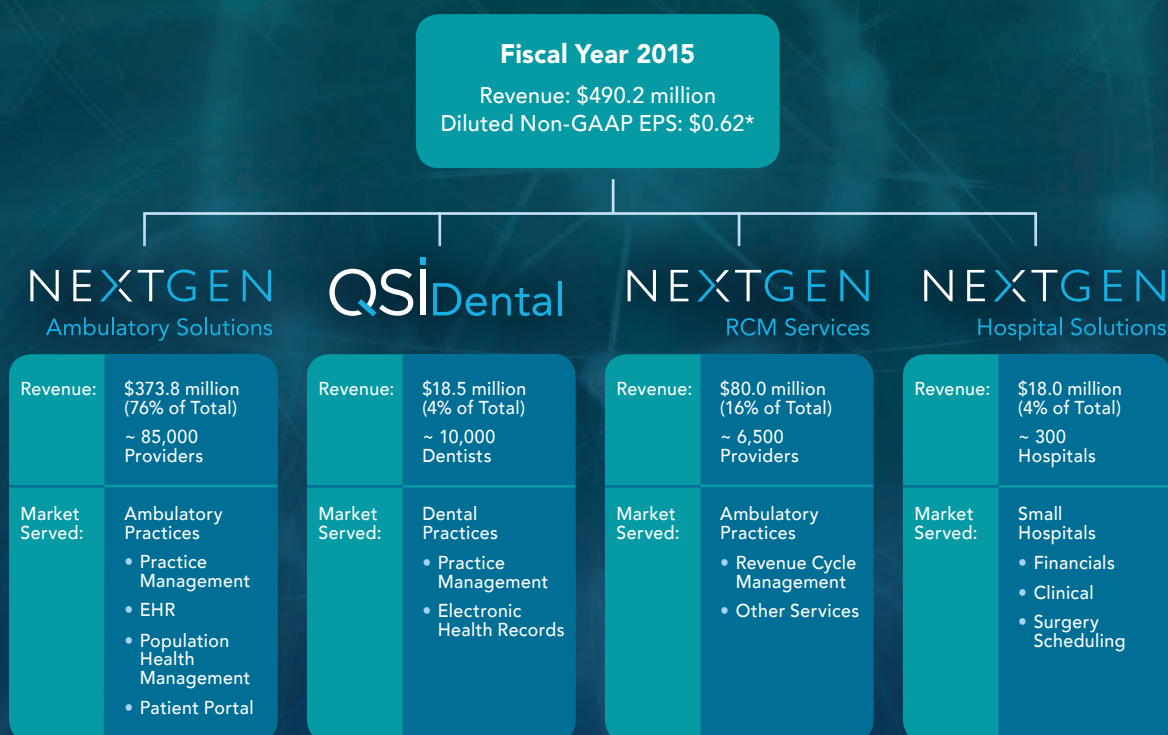 Fiscal Year 2015
Revenue: $490.2 million
Diluted Non-GAAP EPS: $0.62*
NEXTGEN
Ambulatory Solutions
Revenue:
$373.8 million
(76% of Total)
~ 85,000
Providers
Market
Served:
Ambulatory
Practices
• Practice
Management
• EHR
• Population
Health
Management
• Patient Portal
QSI Dental
Revenue:
$18.5 million
(4% of Total)
~ 10,000
Dentists
Market
Served:
Dental
Practices
• Practice
Management
• Electronic
Health Records
NEXTGEN
RCM Services
Revenue:
$80.0 million
(16% of Total)
~ 6,500
Providers
Market
Served:
Ambulatory
Practices
• Revenue Cycle
Management
• Other Services
NEXTGEN
Hospital Solutions
Revenue:
$18.0 million
(4% of Total)
~ 300
Hospitals
Market
Served:
Small
Hospitals
• Financials
• Clinical
• Surgery
Scheduling